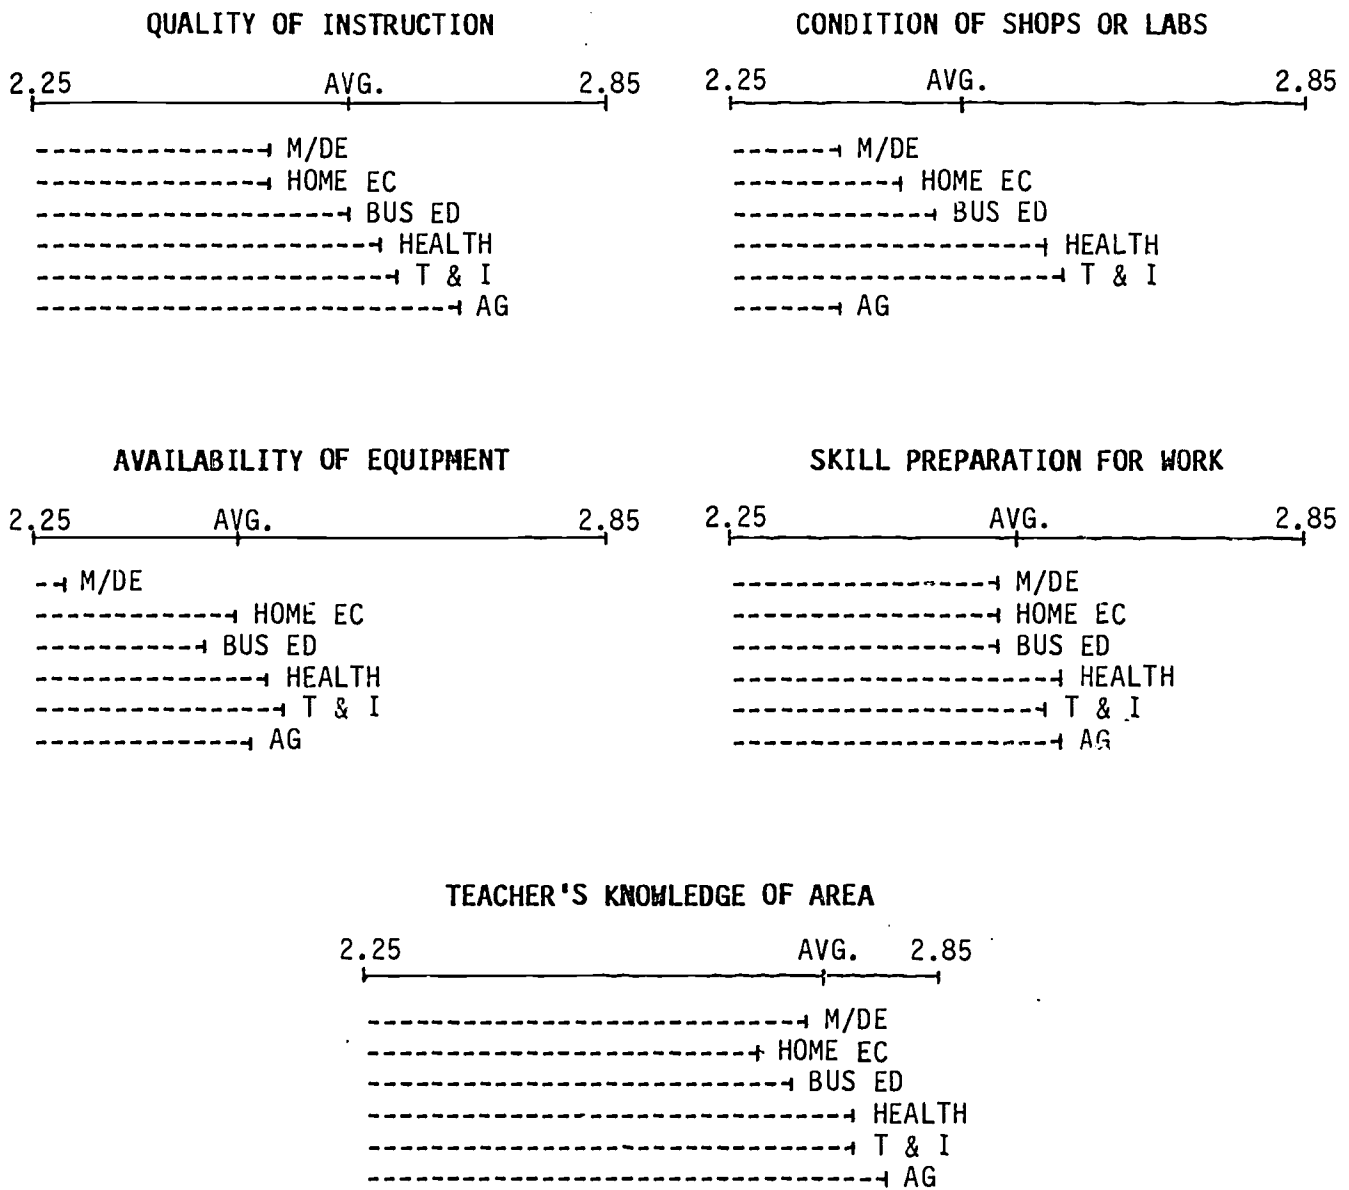 QUALITY OF INSTRUCTION
2.25 AVG. 2.85
M/DE
HOME EC
BUS ED
HEALTH
T & I
AG
CONDITION OF SHOPS OR LABS
2.25 AVG. 2.85
M/DE
HOME EC
BUS ED
HEALTH
T & I
AG
AVAILABILITY OF EQUIPMENT
2.25 AVG. 2.85
M/DE
HOME EC
BUS ED
HEALTH
T & I
AG
SKILL PREPARATION FOR WORK
2.25 AVG. 2.85
M/DE
HOME EC
BUS ED
HEALTH
T & I
AG
TEACHER'S KNOWLEDGE OF AREA
2.25 AVG. 2.85
M/DE
HOME EC
BUS ED
HEALTH
T & I
AG